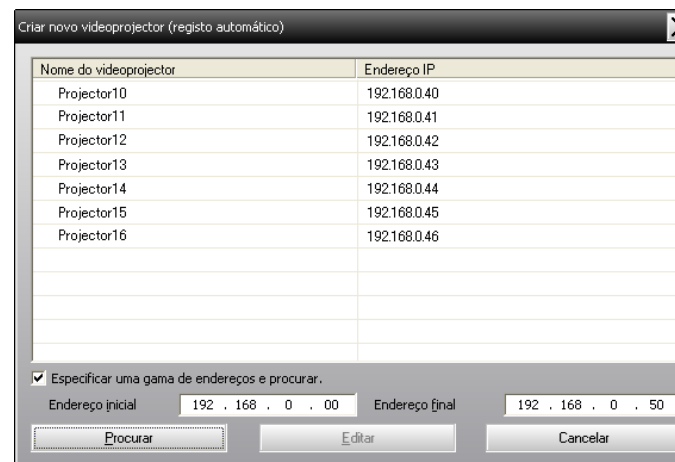 Criar novo videoprojector (registo automático)
Nome do videoprojector Endereço IP
Projector10 192.168.0.40
Projector11 192.168.0.41
Projector12 192.168.0.42
Projector13 192.168.0.43
Projector14 192.168.0.44
Projector15 192.168.0.45
Projector16 192.168.0.46
Especificar uma gama de endereços e procurar.
Endereço inicial 192 . 168 . 0 . 00 Endereço final 192 . 168 . 0 . 50
Procurar Editar Cancelar